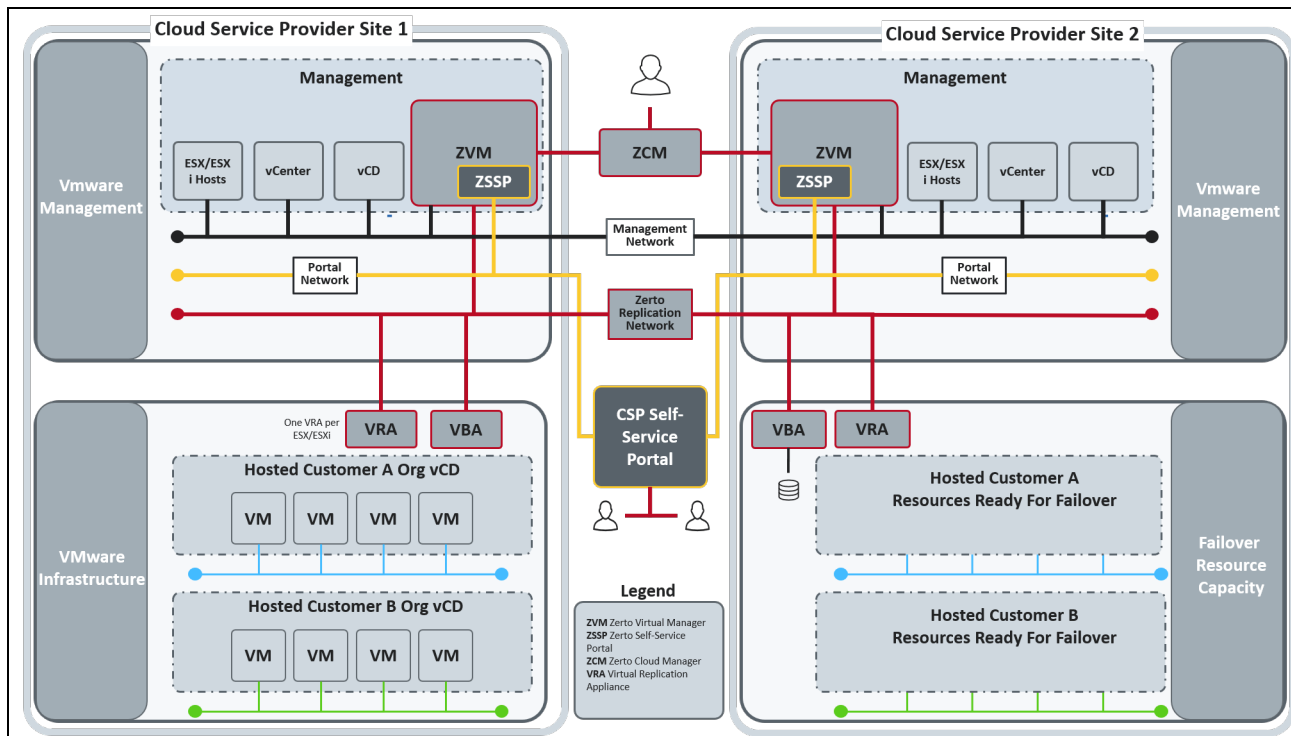 Cloud Service Provider Site 1
Cloud Service Provider Site 2
Vmware
Management
Management
ESX/ESX
i Hosts
vCenter
vCD
ZVM
ZSSP
ZCM
Management
ZVM
ZSSP
ESX/ESX
i Hosts
vCenter
vCD
Vmware
Management
Management
Network
Portal
Network
Portal
Network
Zerto
Replication
Network
CSP Self-
Service
Portal
VMware
Infrastructure
One VRA per
ESX/ESXi
VRA
VBA
Hosted Customer A Org vCD
VM
VM
VM
VM
Hosted Customer B Org vCD
VM
VM
VM
VM
Legend
ZVM Zerto Virtual Manager
ZSSP Zerto Self-Service
Portal
ZCM Zerto Cloud Manager
VRA Virtual Replication
Appliance
VBA
VRA
Hosted Customer A
Resources Ready For Failover
Hosted Customer B
Resources Ready For Failover
Failover
Resource
Capacity